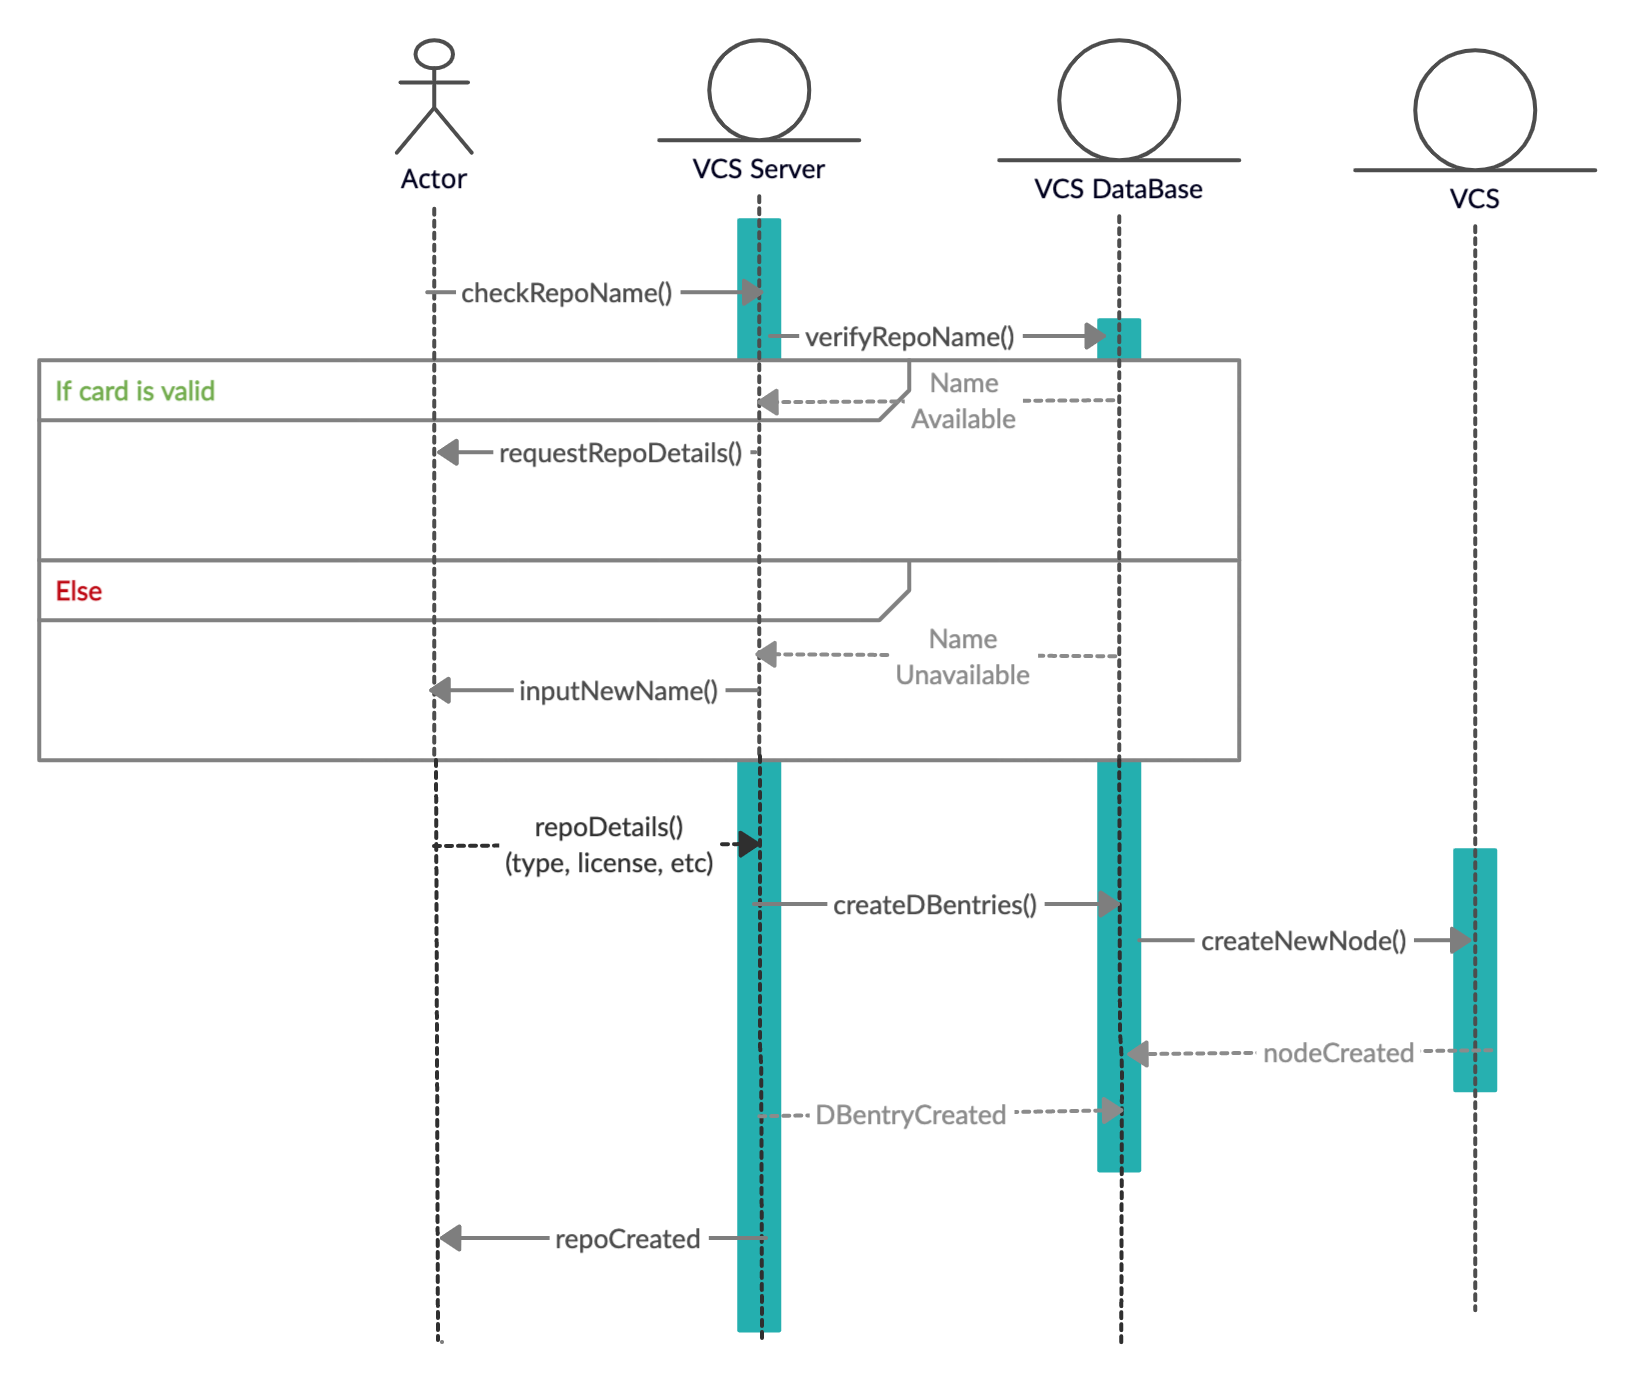 Actor
VCS Server
VCS DataBase
VCS
checkRepoName()
verifyRepoName()
If card is valid
Name
Available
requestRepoDetails()
Else
Name
Unavailable
inputNewName()
repoDetails()
(type, license, etc)
createDBentries()
createNewNode()
nodeCreated
DBentryCreated
repoCreated